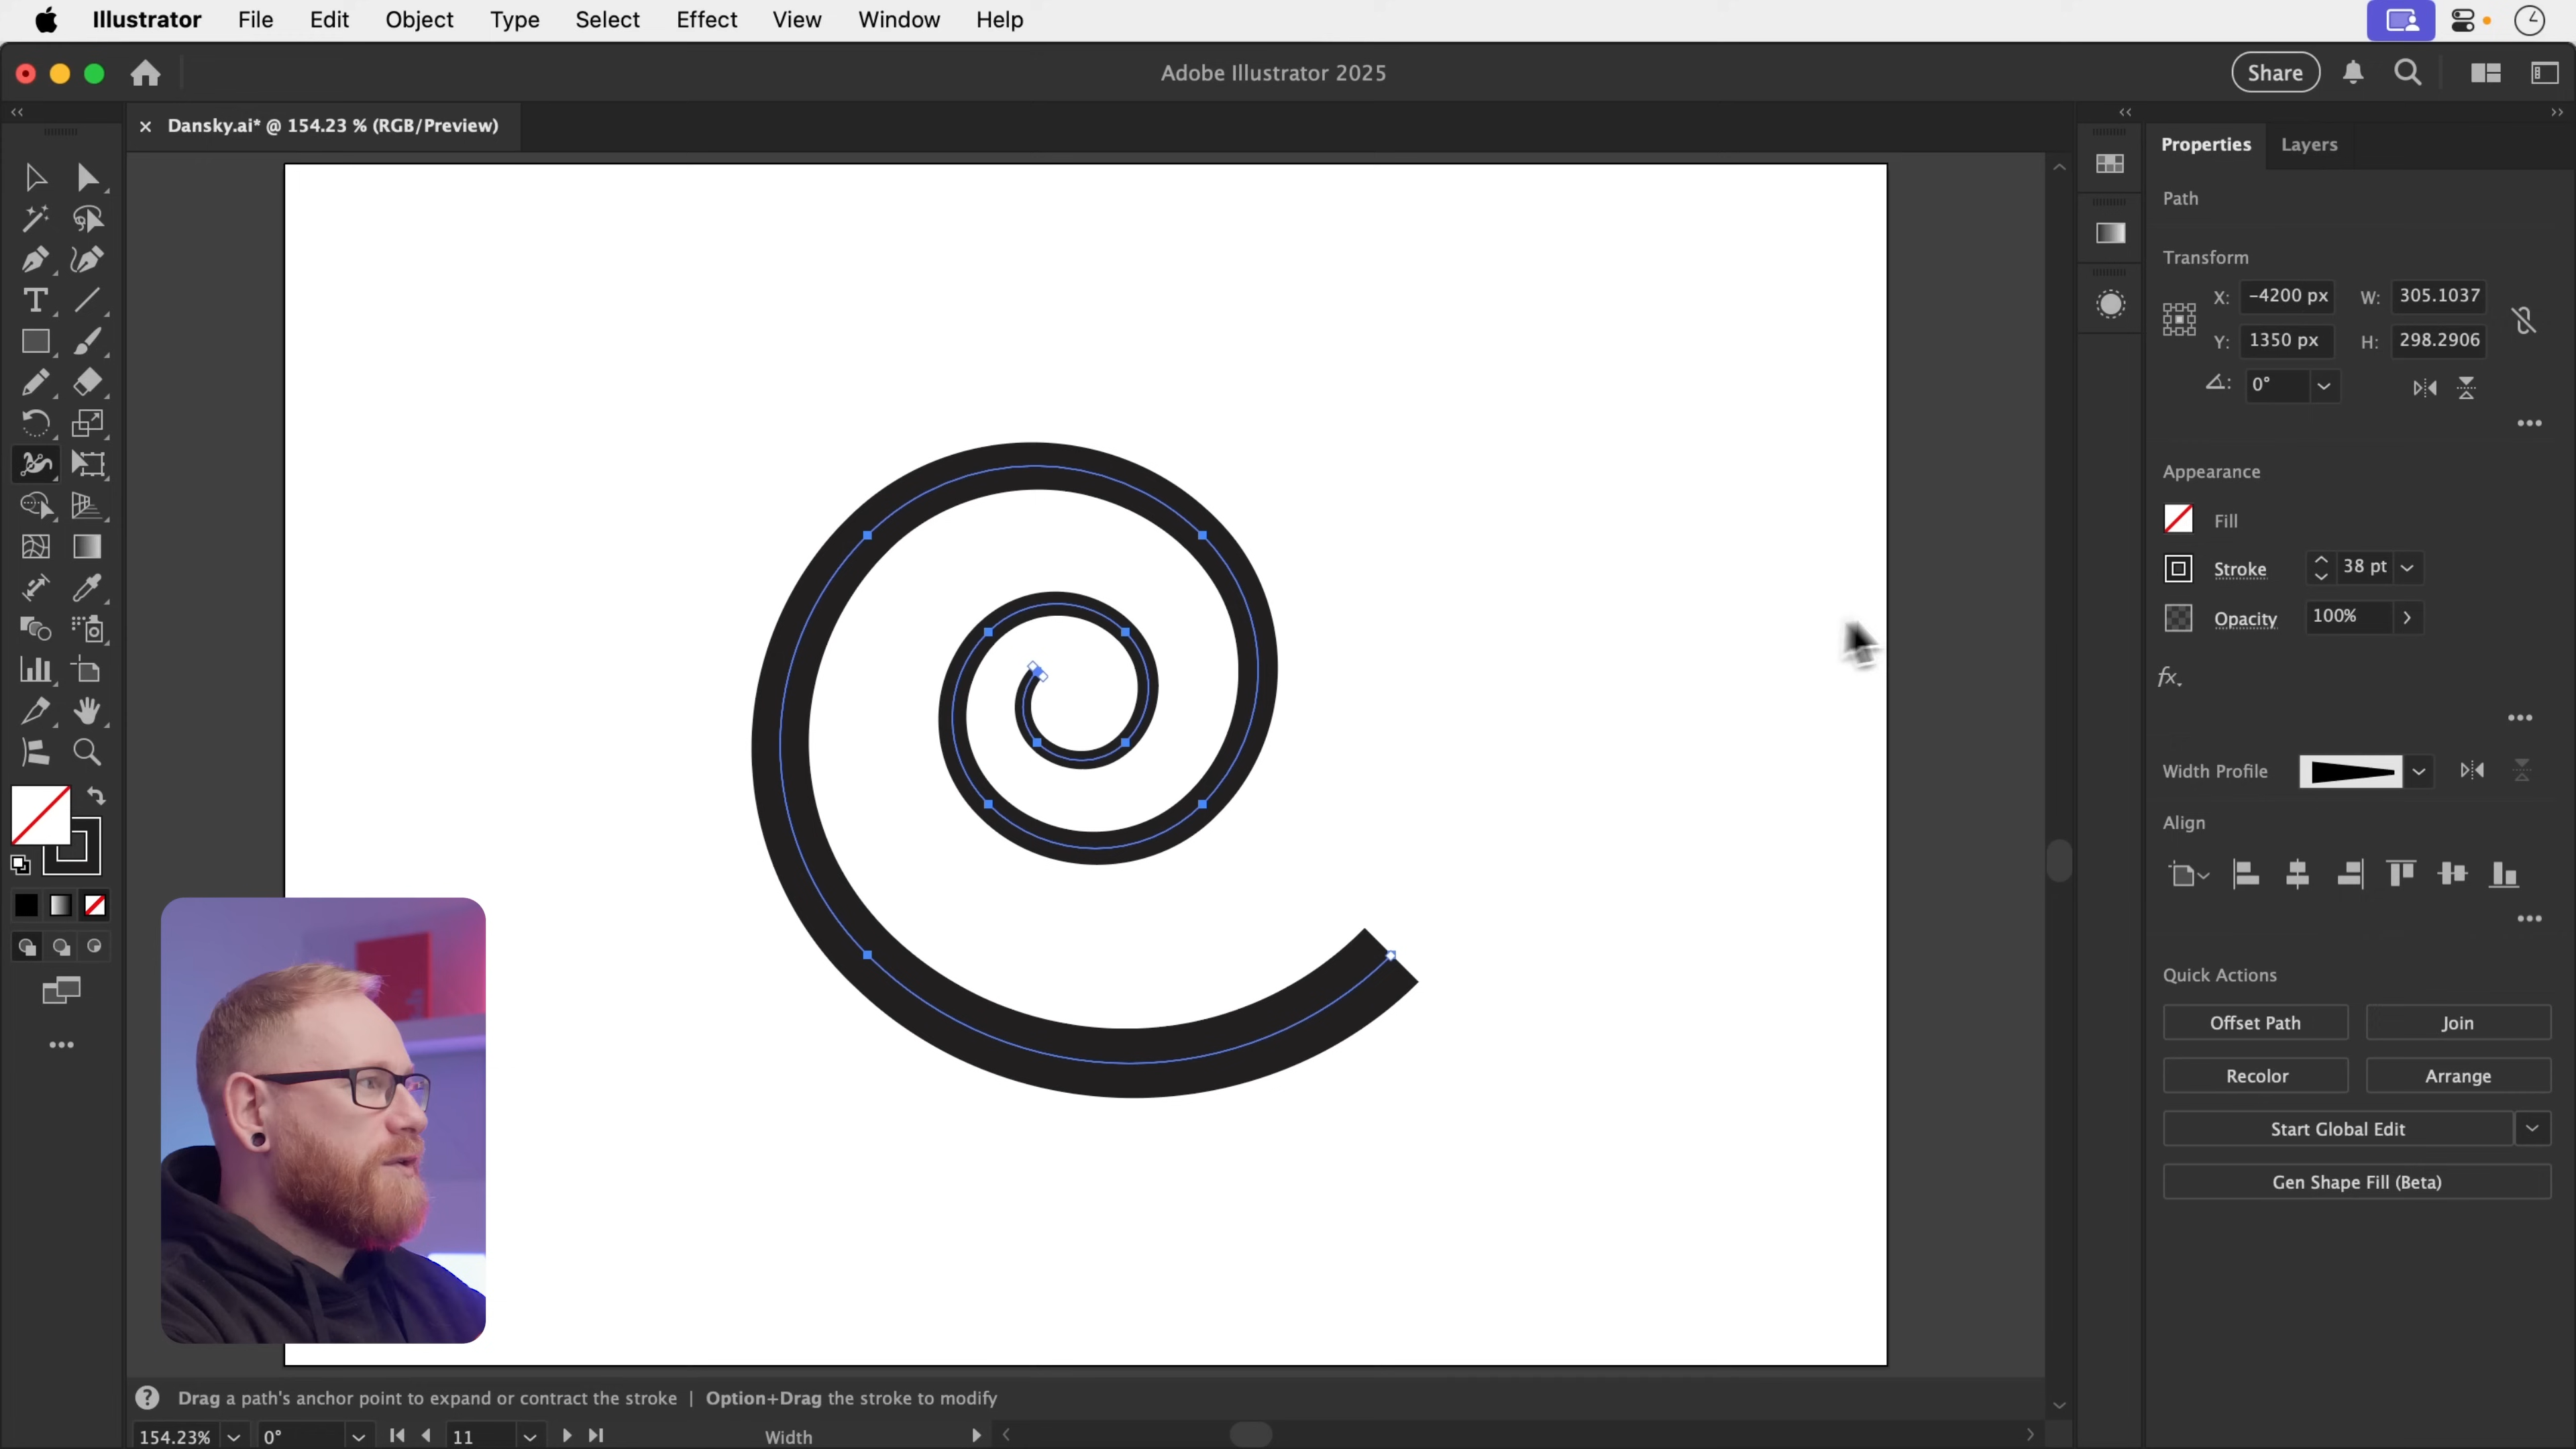 Illustrator File Edit Object Type Select Effect View Window Help
Adobe Illustrator 2025
Share
× Dansky.ai* @ 154.23 % (RGB/Preview)
Properties Layers
Path
Transform
X: -4200 px W: 305.1037
Y: 1350 px H: 298.2906
0°
Appearance
Fill
Stroke 38 pt
Opacity 100%
fx.
Width Profile
Align
Quick Actions
Offset Path Join
Recolor Arrange
Start Global Edit
Gen Shape Fill (Beta)
Drag a path's anchor point to expand or contract the stroke | Option+Drag the stroke to modify
154.23% 0° 11 Width